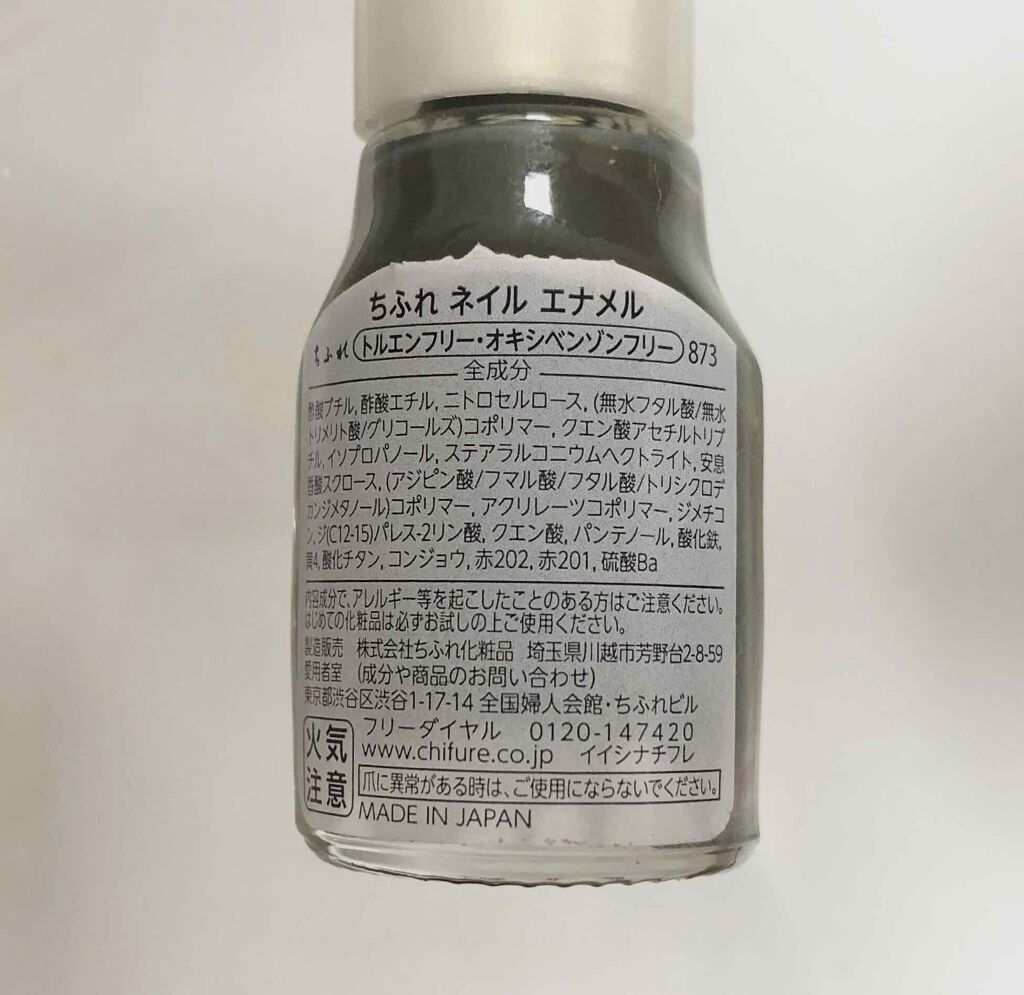 ちふれ ネイル エナメル
ちふれ トルエンフリー・オキシベンゾンフリー 873
全成分
酢酸ブチル, 酢酸エチル, ニトロセルロース, (無水フタル酸/無水
トリメリト酸/グリコールズ)コポリマー, クエン酸アセチルトリブ
チル, イソプロパノール, ステアラルコニウムヘクトライト, 安息
香酸スクロース, (アジピン酸/フマル酸/フタル酸/トリシクロデ
カンジメタノール)コポリマー, アクリレーツコポリマー, ジメチコ
ン, ジ(C12-15)パレス-2リン酸, クエン酸, パンテノール, 酸化鉄,
黄4, 酸化チタン, コンジョウ, 赤202, 赤201, 硫酸Ba
内容成分で、アレルギー等を起こしたことのある方はご注意ください。
はじめての化粧品は必ずお試しの上ご使用ください。
製造販売 株式会社ちふれ化粧品 埼玉県川越市芳野台2-8-59
愛用者室 (成分や商品のお問い合わせ)
東京都渋谷区渋谷1-17-14 全国婦人会館・ちふれビル
フリーダイヤル 0120-147420
www.chifure.co.jp イイシナチフレ
火気
注意
爪に異常がある時は、ご使用にならないでください。
MADE IN JAPAN